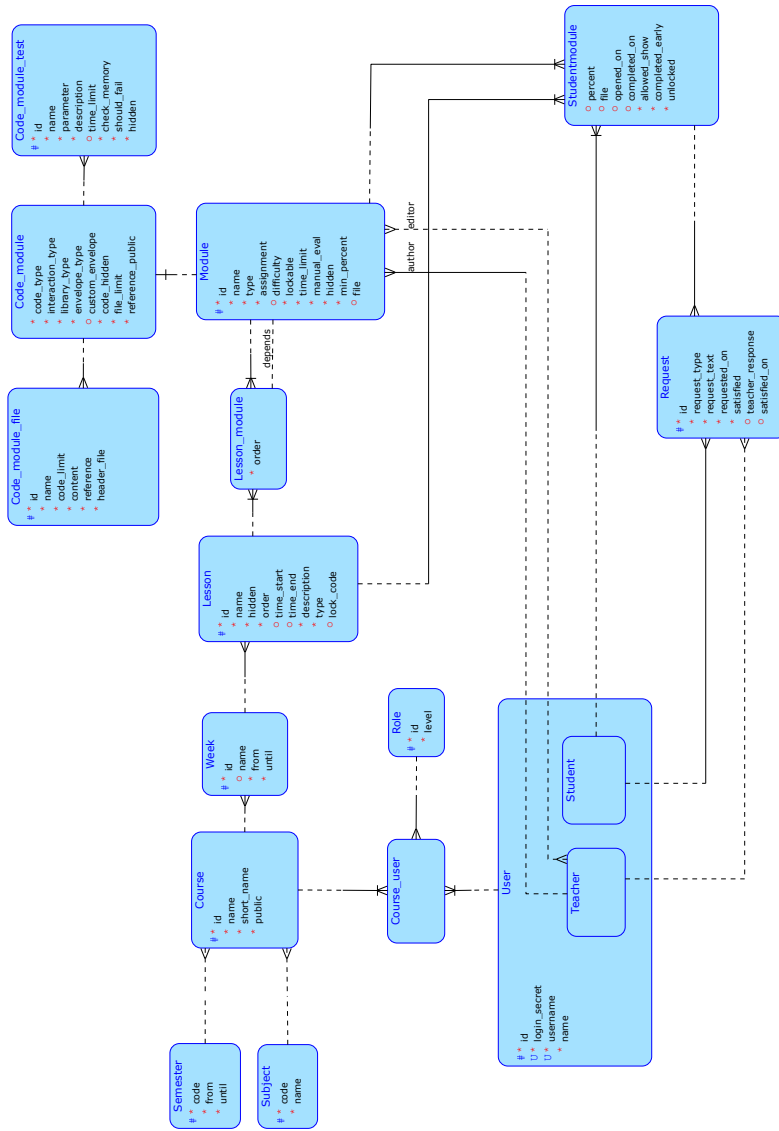 Code_module_file
# * id
* name
* code_limit
* content
* reference
* header_file
Code_module
* code_type
* interaction_type
* library_type
* envelope_type
o custom_envelope
* code_hidden
* file_limit
* reference_public
Code_module_test
# * id
* name
* parameter
* description
o time_limit
* check_memory
* should_fail
* hidden
Semester
# * code
* from
* until
Subject
# * code
* name
Course
# * id
* name
* short_name
* public
Week
# * id
o name
* from
* until
Lesson
# * id
* name
* hidden
* order
o time_start
o time_end
* description
* type
o lock_code
Lesson_module
* order
depends
Module
# * id
* name
* type
* assignment
o difficulty
* lockable
* time_limit
* manual_eval
* hidden
* min_percent
o file
author
editor
Course_user
Role
# * id
* level
User
# * id
U * login_secret
U * username
* name
Teacher
Student
Studentmodule
o percent
o file
o opened_on
o completed_on
* allowed_show
* completed_early
* unlocked
Request
# * id
* request_type
* request_text
* requested_on
* satisfied
o teacher_response
o satisfied_on